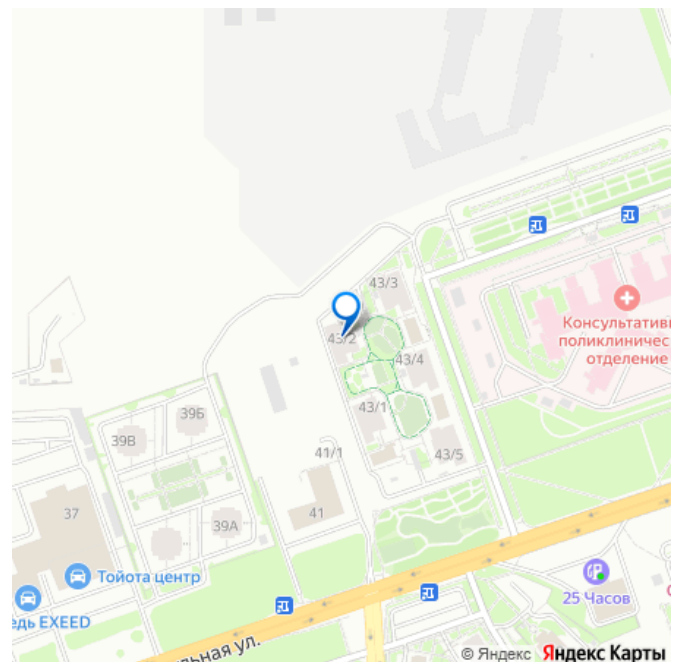 43/3
43/2
43/4
Консультативн
поликлиничес
отделение
39Б
43/1
39В
41/1
43/5
37
41
39А
Тойота центр
25 Часов
едь EXEED
льная ул.
© Яндекс Яндекс Карты